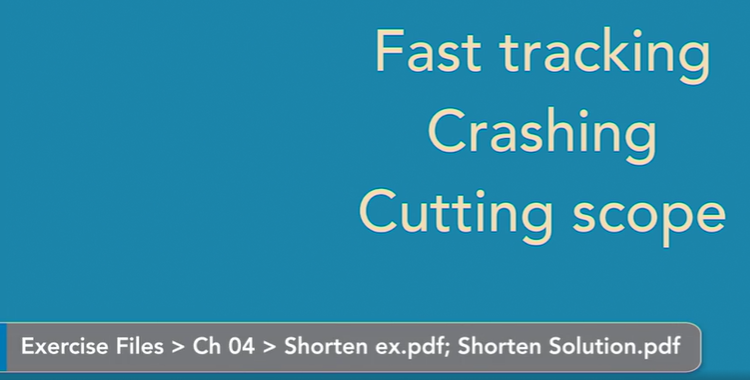 Fast tracking
Crashing
Cutting scope
Exercise Files > Ch 04 > Shorten ex.pdf; Shorten Solution.pdf